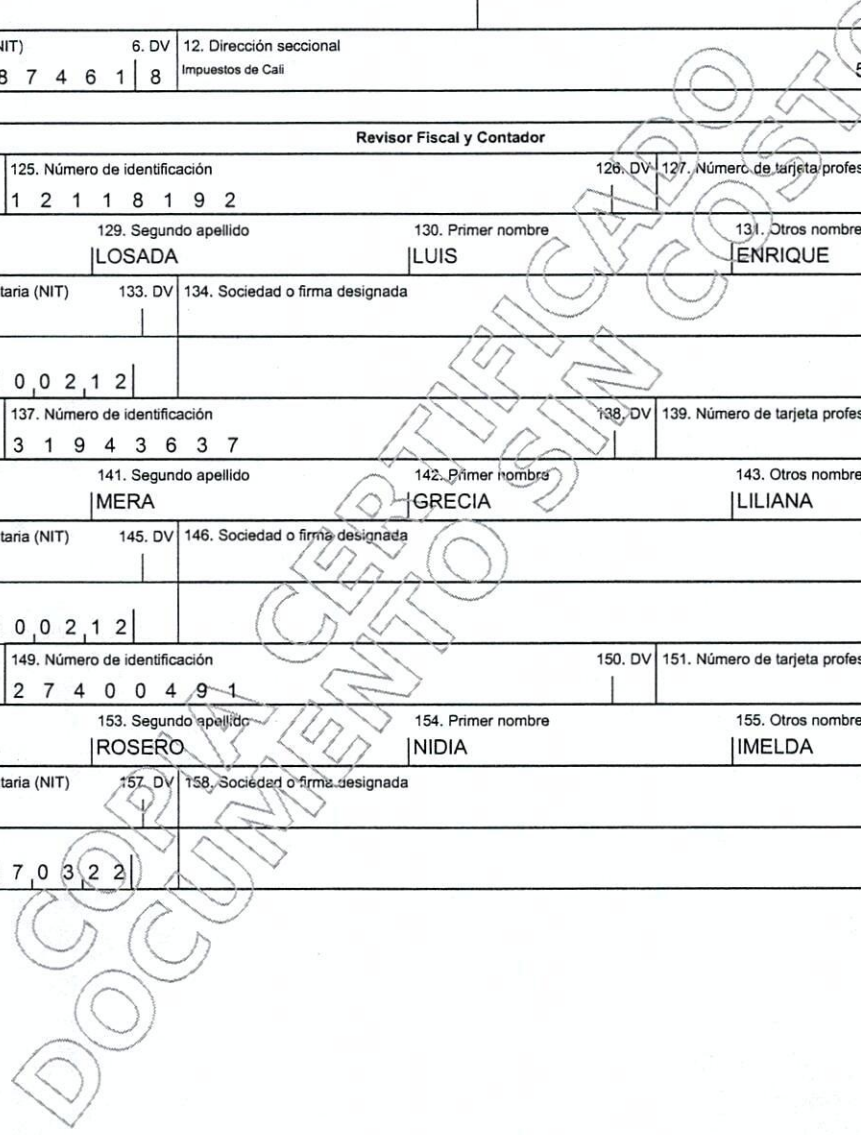 NIT) 6. DV 12. Dirección seccional
8 7 4 6 1 8 Impuestos de Cali 5
Revisor Fiscal y Contador
125. Número de identificación 126. DV 127. Número de tarjeta profes
1 2 1 1 8 1 9 2
129. Segundo apellido 130. Primer nombre 131. Otros nombre
LOSADA LUIS ENRIQUE
taria (NIT) 133. DV 134. Sociedad o firma designada
0 0 2 1 2
137. Número de identificación 138. DV 139. Número de tarjeta profes
3 1 9 4 3 6 3 7
141. Segundo apellido 142. Primer nombre 143. Otros nombre
MERA GRECIA LILIANA
taria (NIT) 145. DV 146. Sociedad o firma designada
0 0 2 1 2
149. Número de identificación 150. DV 151. Número de tarjeta profes
2 7 4 0 0 4 9 1
153. Segundo apellido 154. Primer nombre 155. Otros nombre
ROSERO NIDIA IMELDA
taria (NIT) 157. DV 158. Sociedad o firma designada
7 0 3 2 2
COPIA CERTIFICADO
DOCUMENTO SIN COSTO